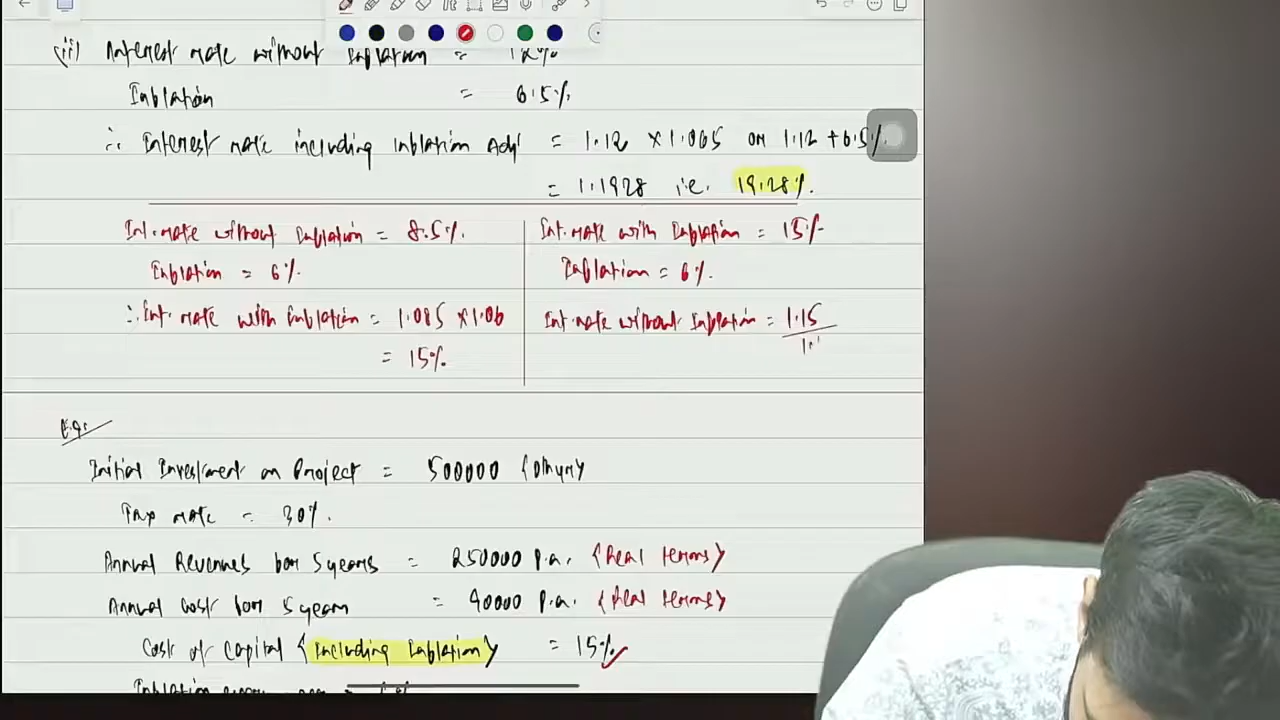 (ii) Interest rate without Inflation = 12%
Inflation = 6.5%
∴ Interest rate including inflation Adj = 1.12 × 1.065 or 1.12 + 6.5%.
= 1.1928 i.e. 19.28%.
Int. rate without Inflation = 8.5%.
Inflation = 6%.
∴ Int. rate with Inflation = 1.085 × 1.06
= 15%.
Int. rate with Inflation = 15%
Inflation = 6%.
Int. rate without Inflation = 1.15
Eg:
Initial Investment on Project = 500000
Tax rate = 30%.
Annual Revenues for 5 years = 250000 P.a. {Real terms}
Annual Cost for 5 years = 90000 P.a. {Real terms}
Cost of Capital {Including Inflation} = 15%